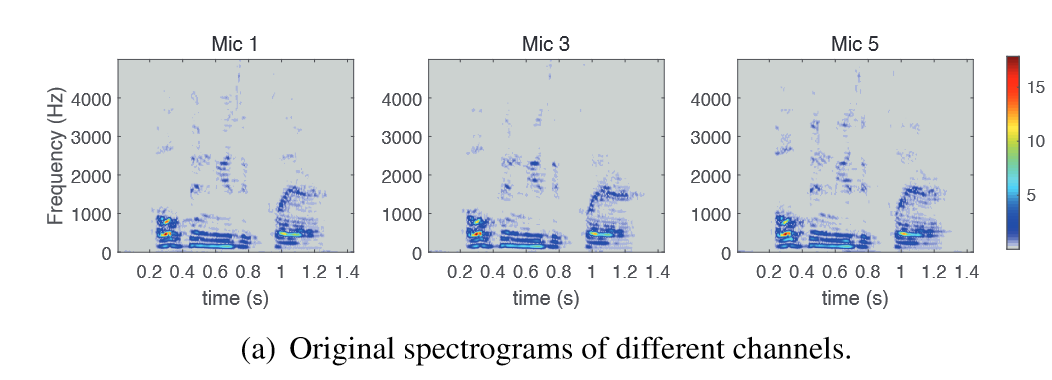 Mic 1 Mic 3 Mic 5
Frequency (Hz)
4000 4000 4000
3000 3000 3000
2000 2000 2000
1000 1000 1000
0 0 0
15
10
5
0.2 0.4 0.6 0.8 1 1.2 1.4 0.2 0.4 0.6 0.8 1 1.2 1.4 0.2 0.4 0.6 0.8 1 1.2 1.4
time (s) time (s) time (s)
(a) Original spectrograms of different channels.